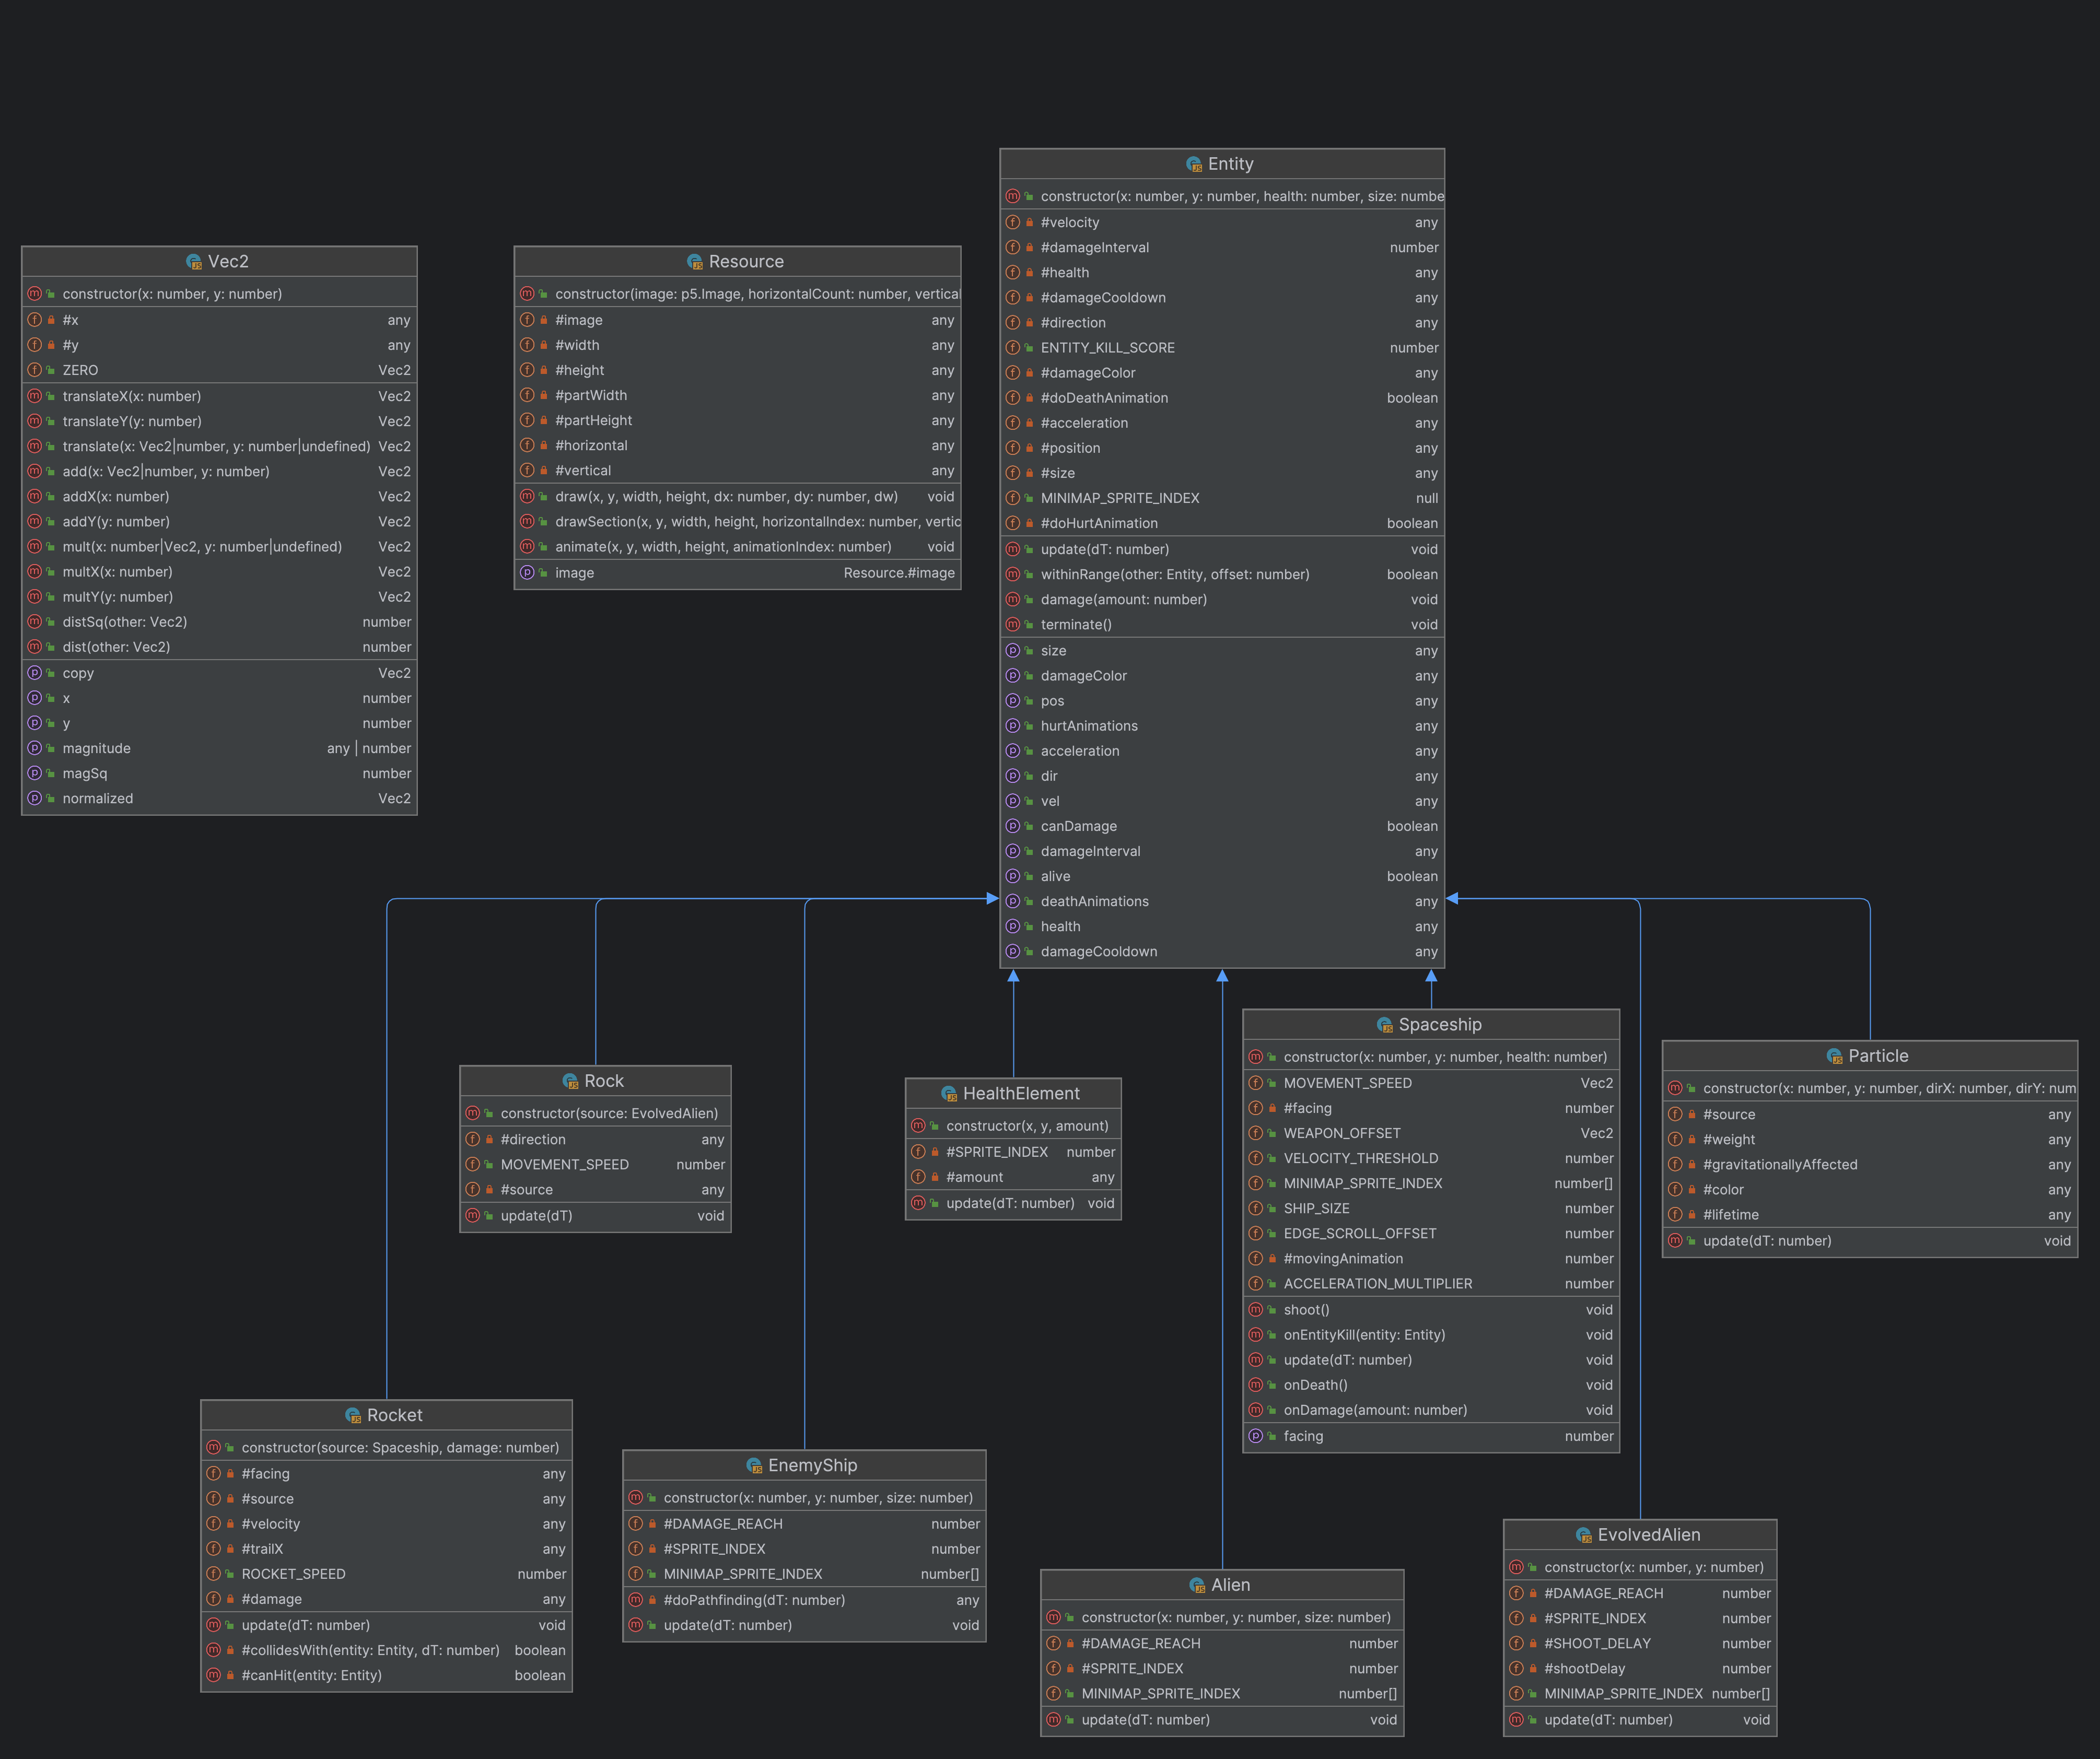 Entity
constructor(x: number, y: number, health: number, size: numbe
#velocity any
#damageInterval number
#health any
#damageCooldown any
#direction any
ENTITY_KILL_SCORE number
#damageColor any
#doDeathAnimation boolean
#acceleration any
#position any
#size any
MINIMAP_SPRITE_INDEX null
#doHurtAnimation boolean
update(dT: number) void
withinRange(other: Entity, offset: number) boolean
damage(amount: number) void
terminate() void
size any
damageColor any
pos any
hurtAnimations any
acceleration any
dir any
vel any
canDamage boolean
damageInterval any
alive boolean
deathAnimations any
health any
damageCooldown any
Vec2
constructor(x: number, y: number)
#x any
#y any
ZERO Vec2
translateX(x: number) Vec2
translateY(y: number) Vec2
translate(x: Vec2|number, y: number|undefined) Vec2
add(x: Vec2|number, y: number) Vec2
addX(x: number) Vec2
addY(y: number) Vec2
mult(x: number|Vec2, y: number|undefined) Vec2
multX(x: number) Vec2
multY(y: number) Vec2
distSq(other: Vec2) number
dist(other: Vec2) number
copy Vec2
x number
y number
magnitude any | number
magSq number
normalized Vec2
Resource
constructor(image: p5.Image, horizontalCount: number, vertical
#image any
#width any
#height any
#partWidth any
#partHeight any
#horizontal any
#vertical any
draw(x, y, width, height, dx: number, dy: number, dw) void
drawSection(x, y, width, height, horizontalIndex: number, vertic
animate(x, y, width, height, animationIndex: number) void
image Resource.#image
Rock
constructor(source: EvolvedAlien)
#direction any
MOVEMENT_SPEED number
#source any
update(dT) void
HealthElement
constructor(x, y, amount)
#SPRITE_INDEX number
#amount any
update(dT: number) void
Spaceship
constructor(x: number, y: number, health: number)
MOVEMENT_SPEED Vec2
#facing number
WEAPON_OFFSET Vec2
VELOCITY_THRESHOLD number
MINIMAP_SPRITE_INDEX number[]
SHIP_SIZE number
EDGE_SCROLL_OFFSET number
#movingAnimation number
ACCELERATION_MULTIPLIER number
shoot() void
onEntityKill(entity: Entity) void
update(dT: number) void
onDeath() void
onDamage(amount: number) void
facing number
Particle
constructor(x: number, y: number, dirX: number, dirY: num
#source any
#weight any
#gravitationallyAffected any
#color any
#lifetime any
update(dT: number) void
Rocket
constructor(source: Spaceship, damage: number)
#facing any
#source any
#velocity any
#trailX any
ROCKET_SPEED number
#damage any
update(dT: number) void
#collidesWith(entity: Entity, dT: number) boolean
#canHit(entity: Entity) boolean
EnemyShip
constructor(x: number, y: number, size: number)
#DAMAGE_REACH number
#SPRITE_INDEX number
MINIMAP_SPRITE_INDEX number[]
#doPathfinding(dT: number) any
update(dT: number) void
Alien
constructor(x: number, y: number, size: number)
#DAMAGE_REACH number
#SPRITE_INDEX number
MINIMAP_SPRITE_INDEX number[]
update(dT: number) void
EvolvedAlien
constructor(x: number, y: number)
#DAMAGE_REACH number
#SPRITE_INDEX number
#SHOOT_DELAY number
#shootDelay number
MINIMAP_SPRITE_INDEX number[]
update(dT: number) void